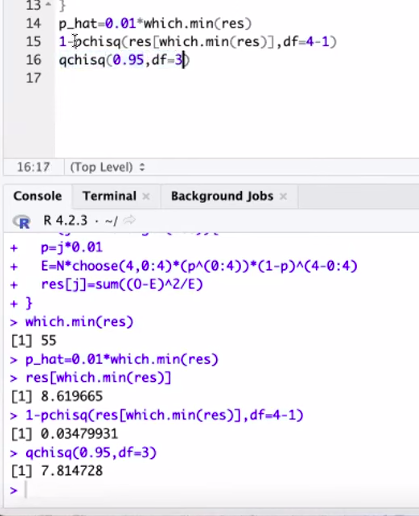 13 }
14 p_hat=0.01*which.min(res)
15 1-pchisq(res[which.min(res)],df=4-1)
16 qchisq(0.95,df=3)
17
16:17 (Top Level)
Console Terminal Background Jobs
R R 4.2.3 · ~/
+ p=j*0.01
+ E=N*choose(4,0:4)*(p^(0:4))*(1-p)^(4-0:4)
+ res[j]=sum((O-E)^2/E)
+ }
> which.min(res)
[1] 55
> p_hat=0.01*which.min(res)
> res[which.min(res)]
[1] 8.619665
> 1-pchisq(res[which.min(res)],df=4-1)
[1] 0.03479931
> qchisq(0.95,df=3)
[1] 7.814728
>